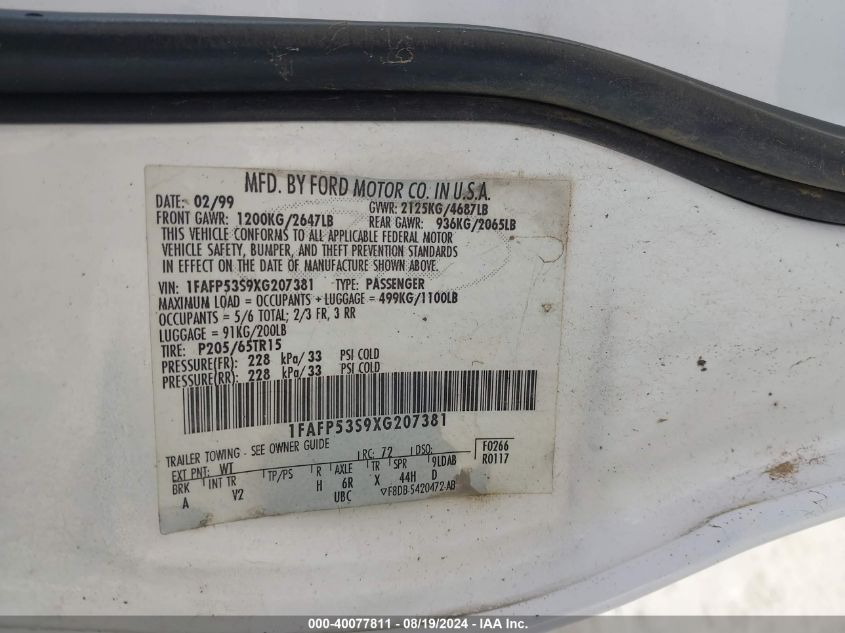 MFD. BY FORD MOTOR CO. IN U.S.A.
DATE: 02/99 GVWR: 2125KG/4687LB
FRONT GAWR: 1200KG/2647LB REAR GAWR: 936KG/2065LB
THIS VEHICLE CONFORMS TO ALL APPLICABLE FEDERAL MOTOR
VEHICLE SAFETY, BUMPER, AND THEFT PREVENTION STANDARDS
IN EFFECT ON THE DATE OF MANUFACTURE SHOWN ABOVE.
VIN: 1FAFP53S9XG207381 TYPE: PASSENGER
MAXIMUM LOAD = OCCUPANTS + LUGGAGE = 499KG/1100LB
OCCUPANTS = 5/6 TOTAL; 2/3 FR, 3 RR
LUGGAGE = 91KG/200LB
TIRE: P205/65TR15
PRESSURE(FR): 228 kPa/ 33 PSI COLD
PRESSURE(RR): 228 kPa/ 33 PSI COLD
1FAFP53S9XG207381
TRAILER TOWING - SEE OWNER GUIDE F0266
EXT PNT: WT RC: 72 DSO: R0117
BRK INT TR TP/PS R AXLE TR SPR 9LDAB
A V2 H 6R X 44H D
UBC F8DB-5420472-AB
000-40077811 - 08/19/2024 - IAA Inc.